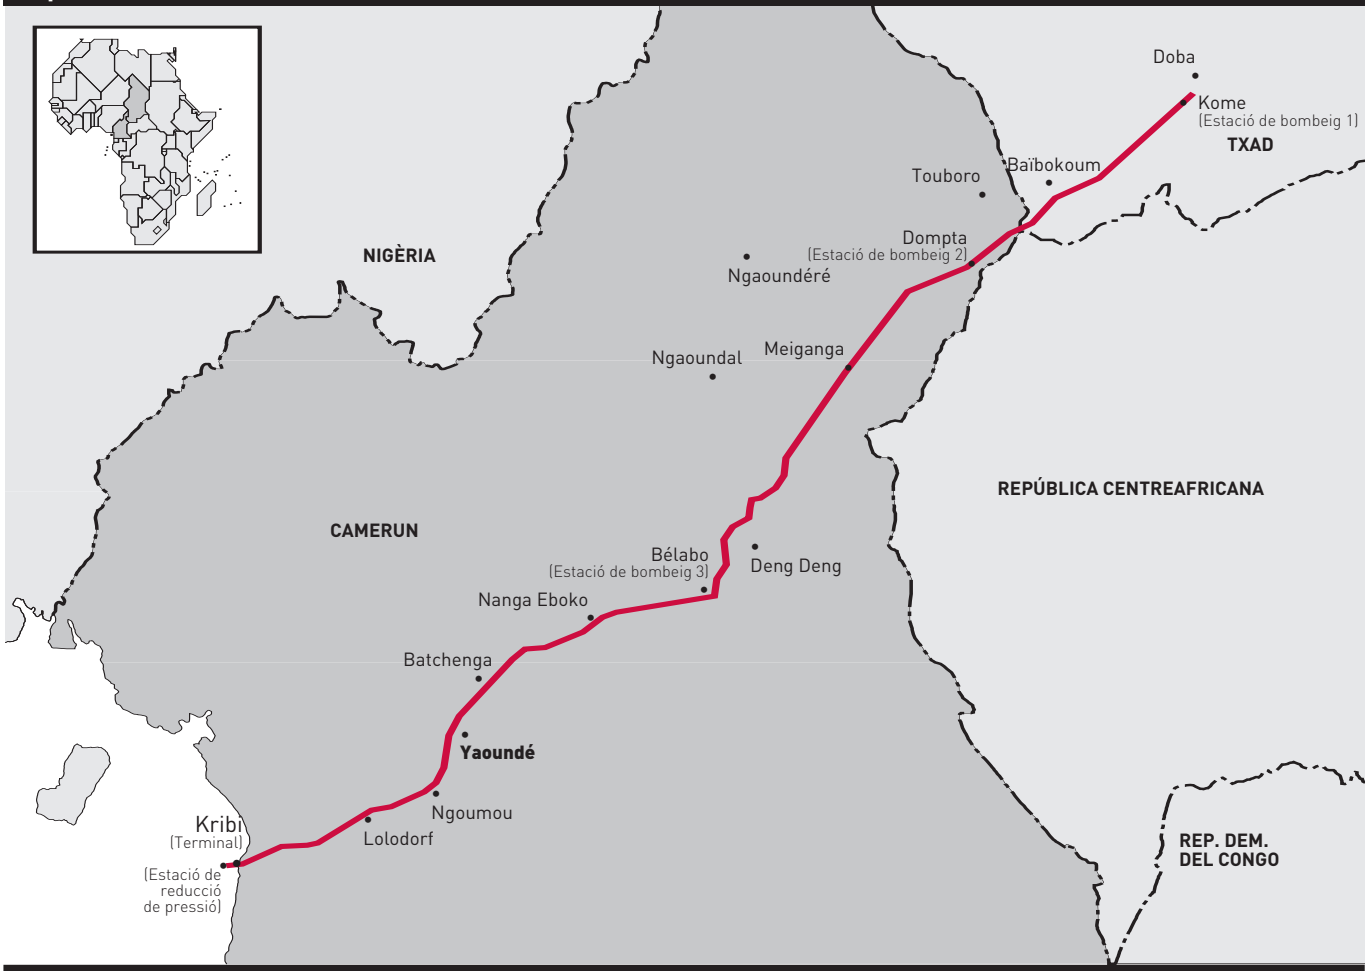 Doba
Kome
(Estació de bombeig 1)
TXAD
Baïbokoum
Touboro
Dompta
(Estació de bombeig 2)
NIGÈRIA
Ngaoundéré
Meiganga
Ngaoundal
REPÚBLICA CENTREAFRICANA
CAMERUN
Bélabo
(Estació de bombeig 3)
Deng Deng
Nanga Eboko
Batchenga
Yaoundé
Ngoumou
Kribi
(Terminal)
Lolodorf
(Estació de
reducció
de pressió)
REP. DEM.
DEL CONGO